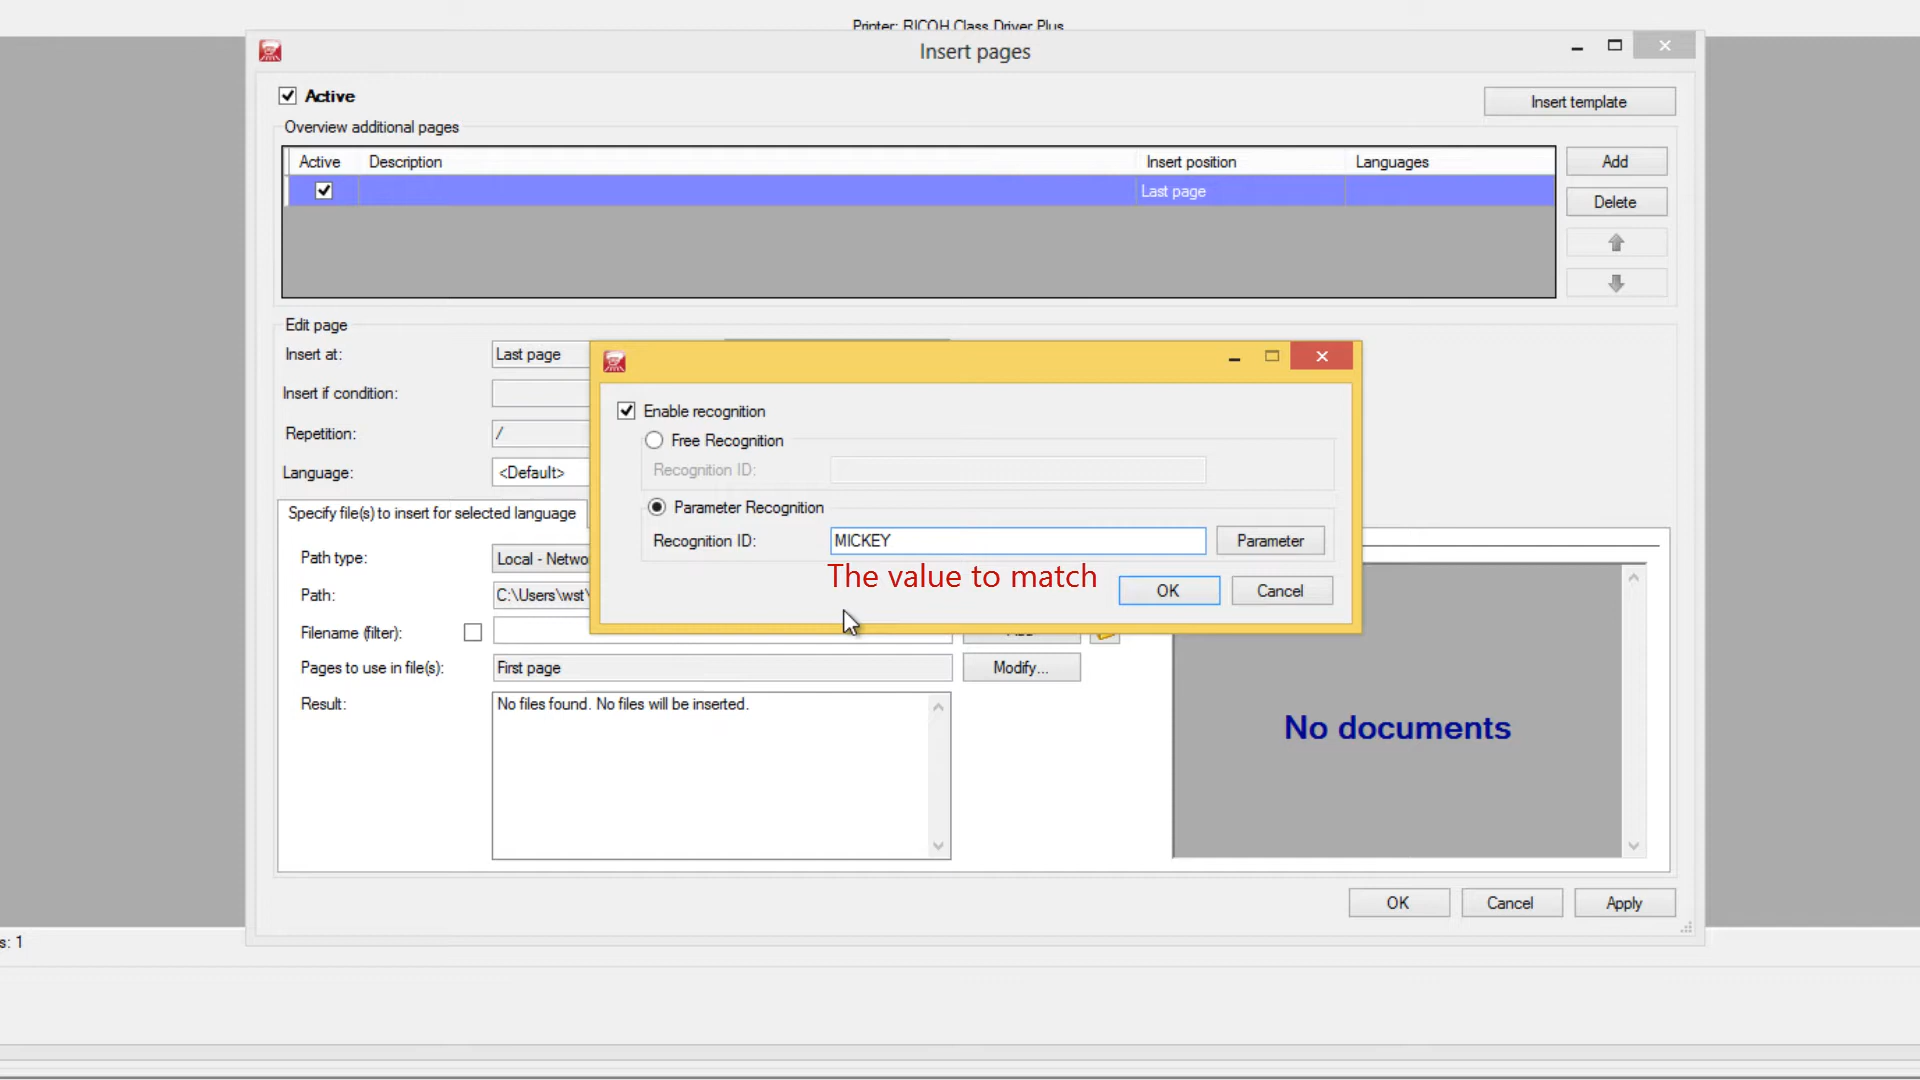 Printer: RICOH Class Driver Plus
Insert pages
Active
Insert template
Overview additional pages
Active Description Insert position Languages
Add
Last page
Delete
Edit page
Insert at: Last page
Insert if condition:
Repetition: /
Language: <Default>
Enable recognition
Free Recognition
Recognition ID:
Parameter Recognition
Recognition ID: MICKEY Parameter
The value to match
OK Cancel
Specify file(s) to insert for selected language
Path type: Local - Netwo
Path: C:\Users\wst\
Filename (filter):
Pages to use in file(s): First page Modify...
Result: No files found. No files will be inserted.
No documents
OK Cancel Apply
s: 1